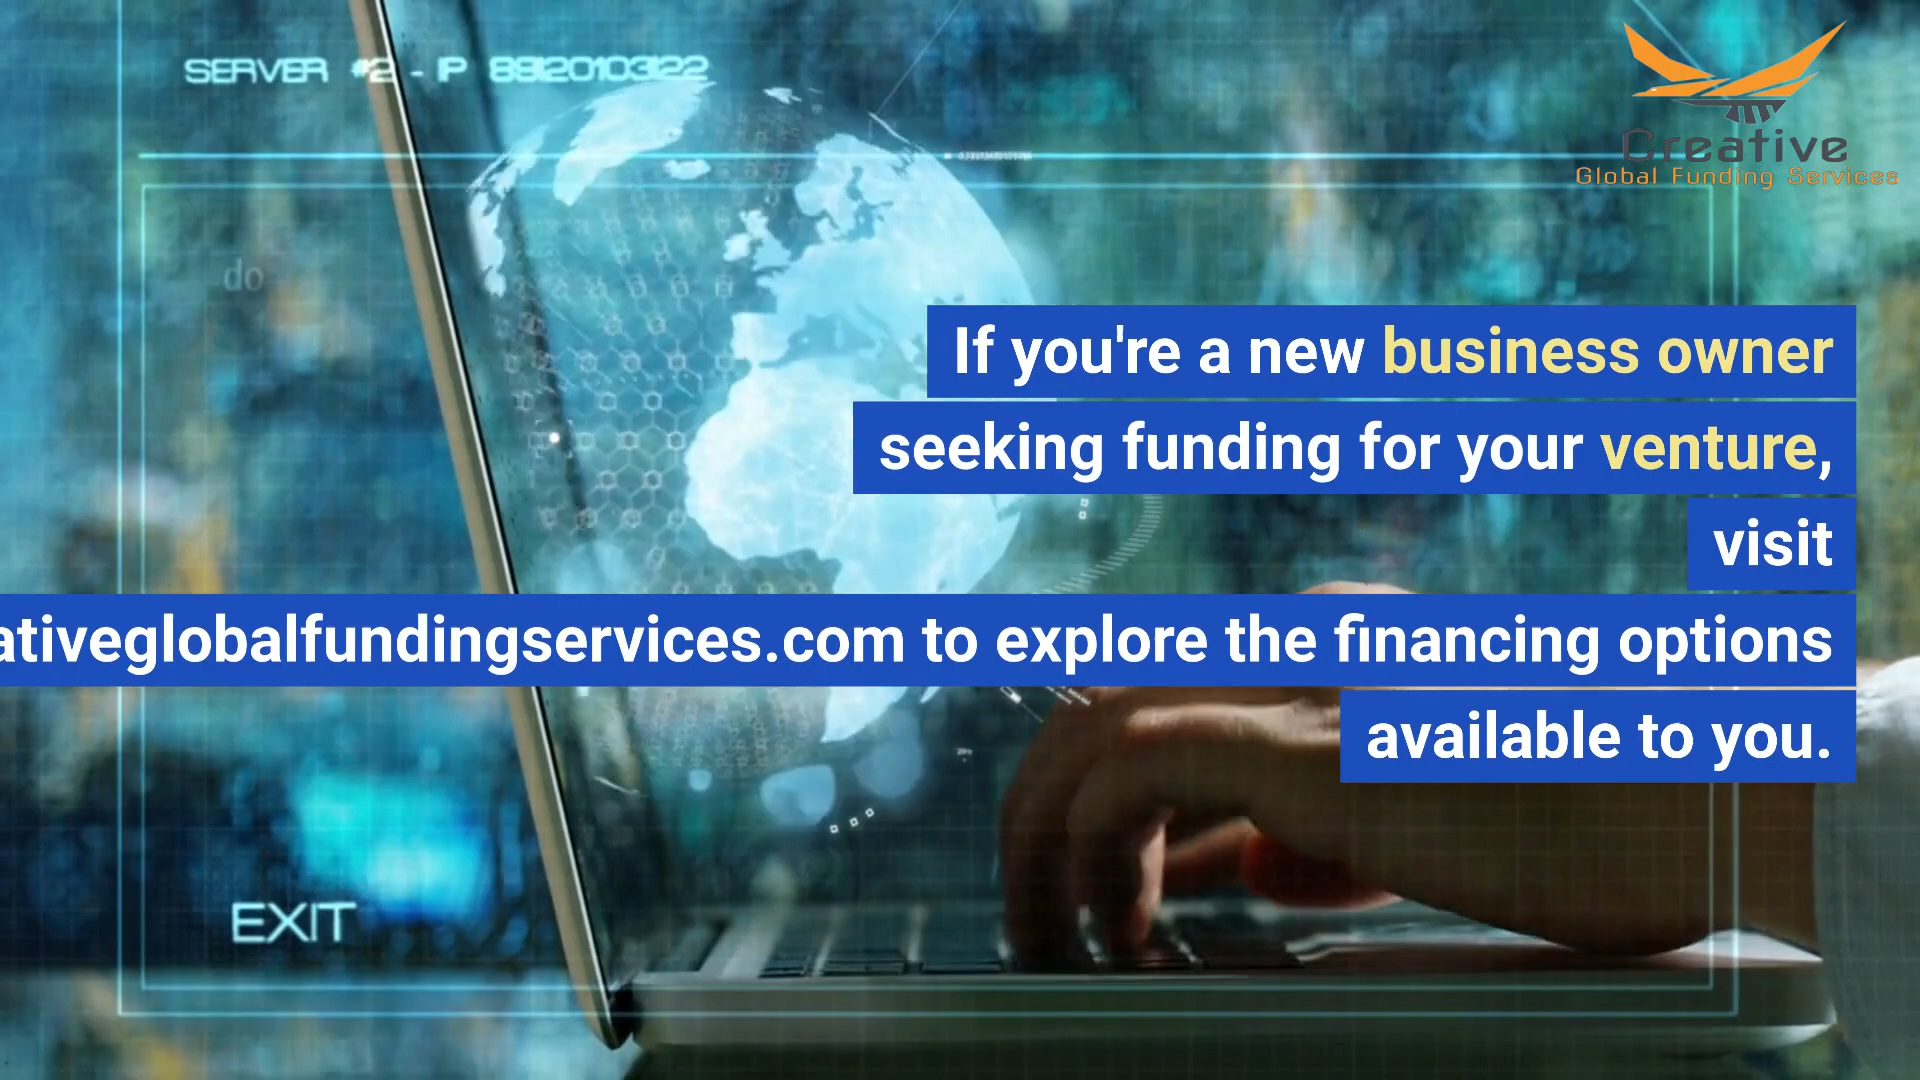 SERVER #2 - IP 89120103122
Creative
Global Funding Services
do
If you're a new business owner
seeking funding for your venture,
visit
ativeglobalfundingservices.com to explore the financing options
available to you.
EXIT